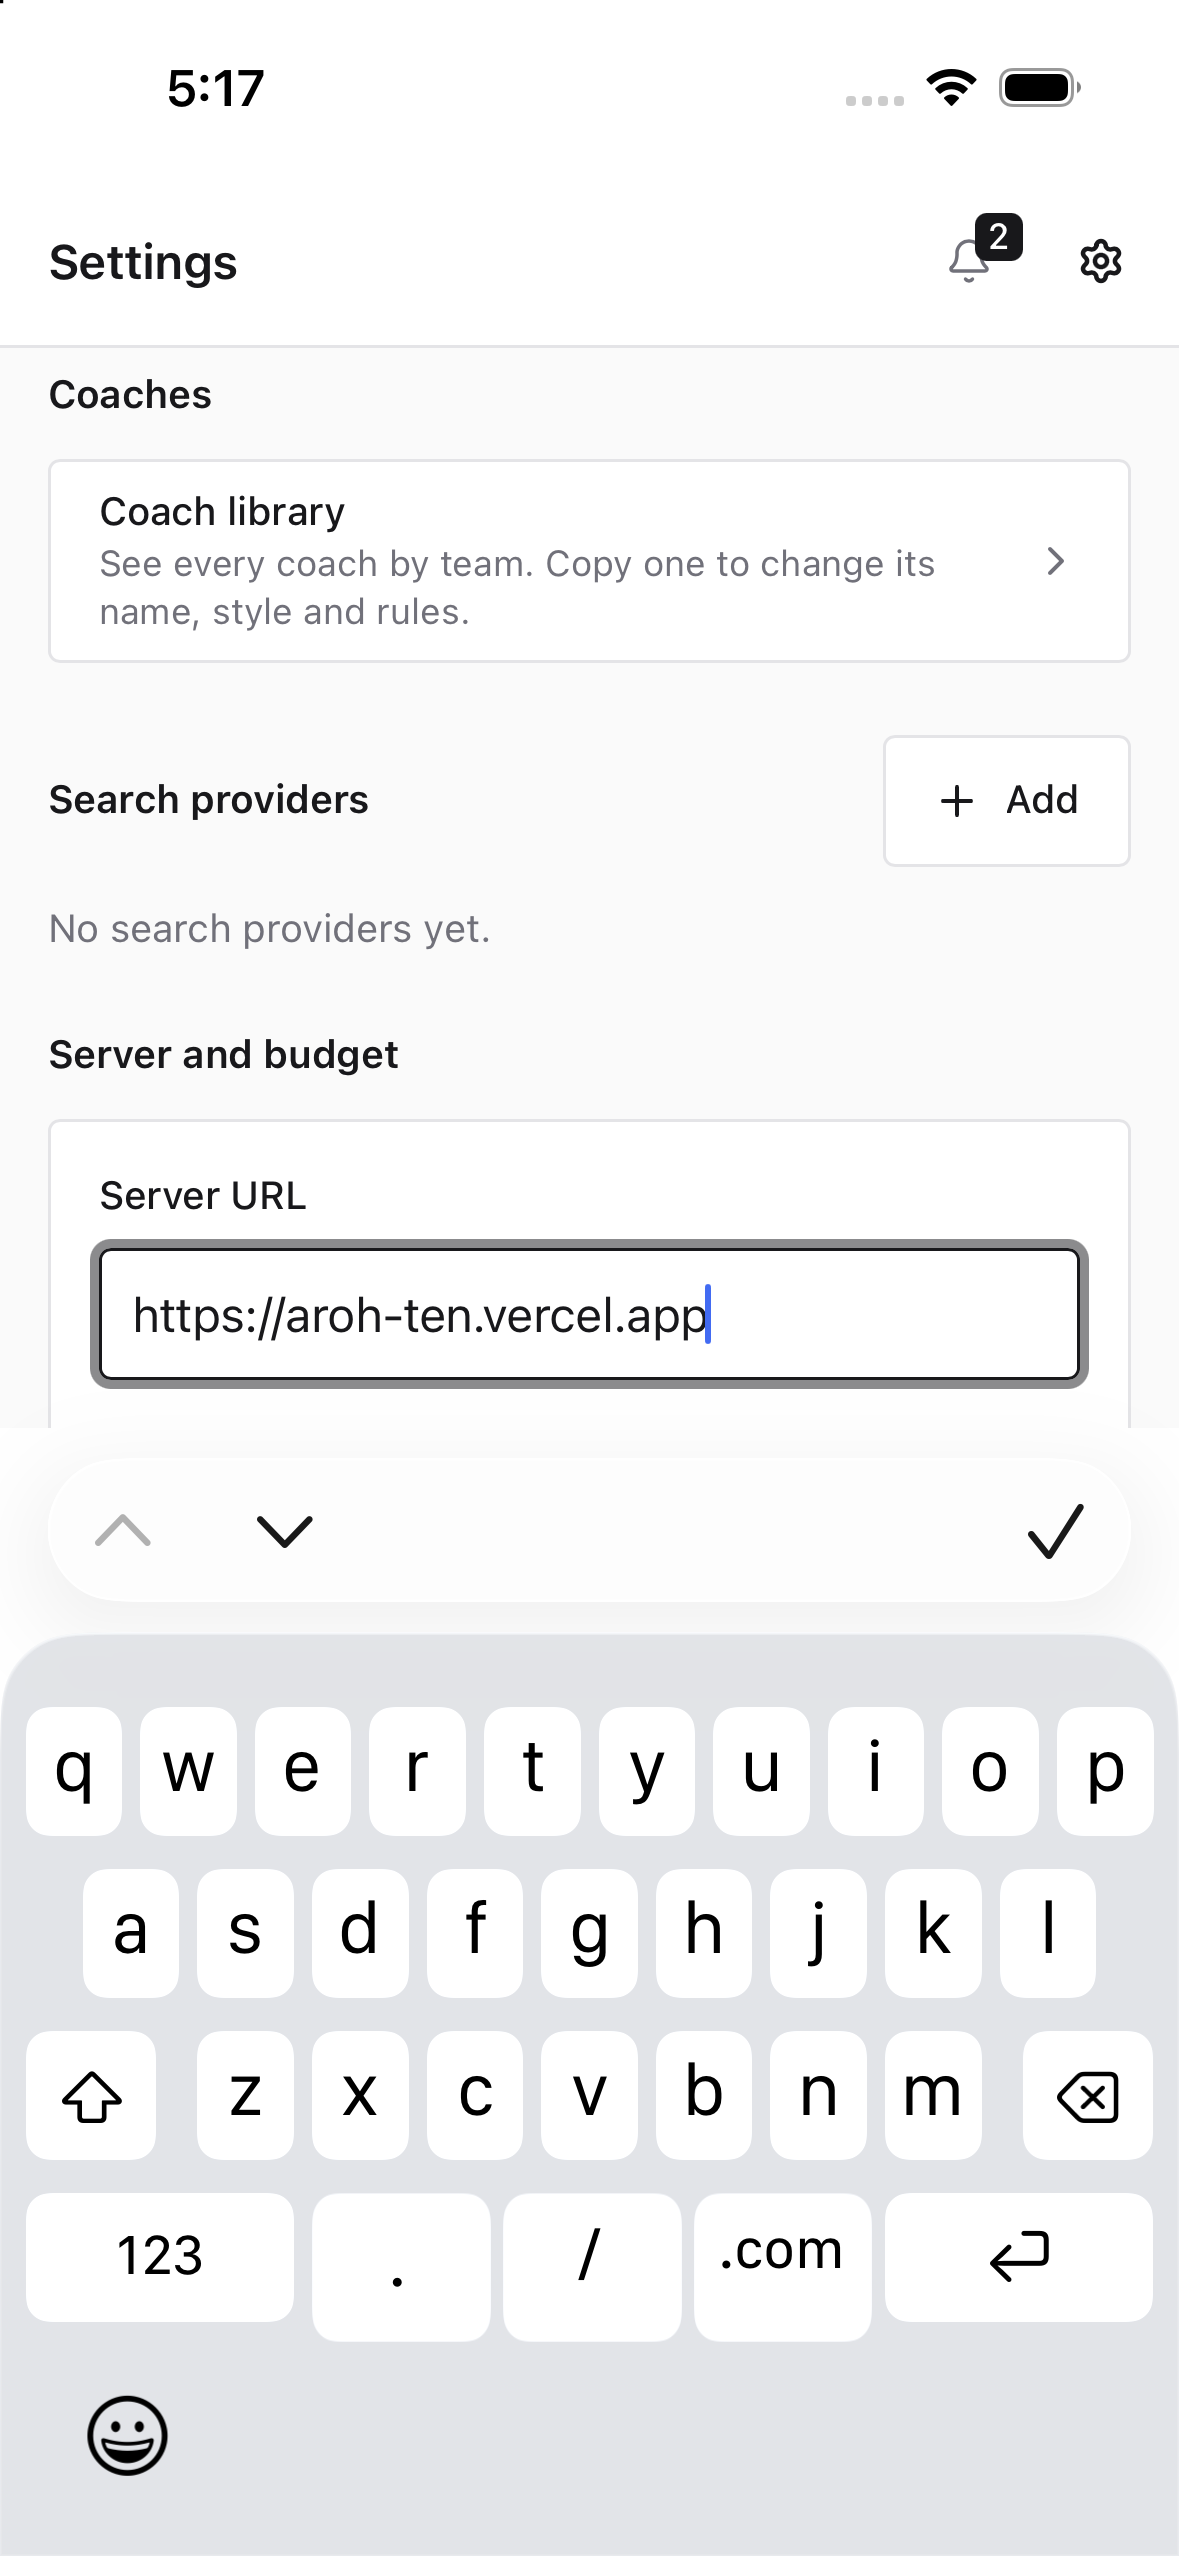 5:17
Settings
2
Coaches
Coach library
See every coach by team. Copy one to change its
name, style and rules.
Search providers
+ Add
No search providers yet.
Server and budget
Server URL
https://aroh-ten.vercel.app
q w e r t y u i o p
a s d f g h j k l
z x c v b n m
123 . / .com